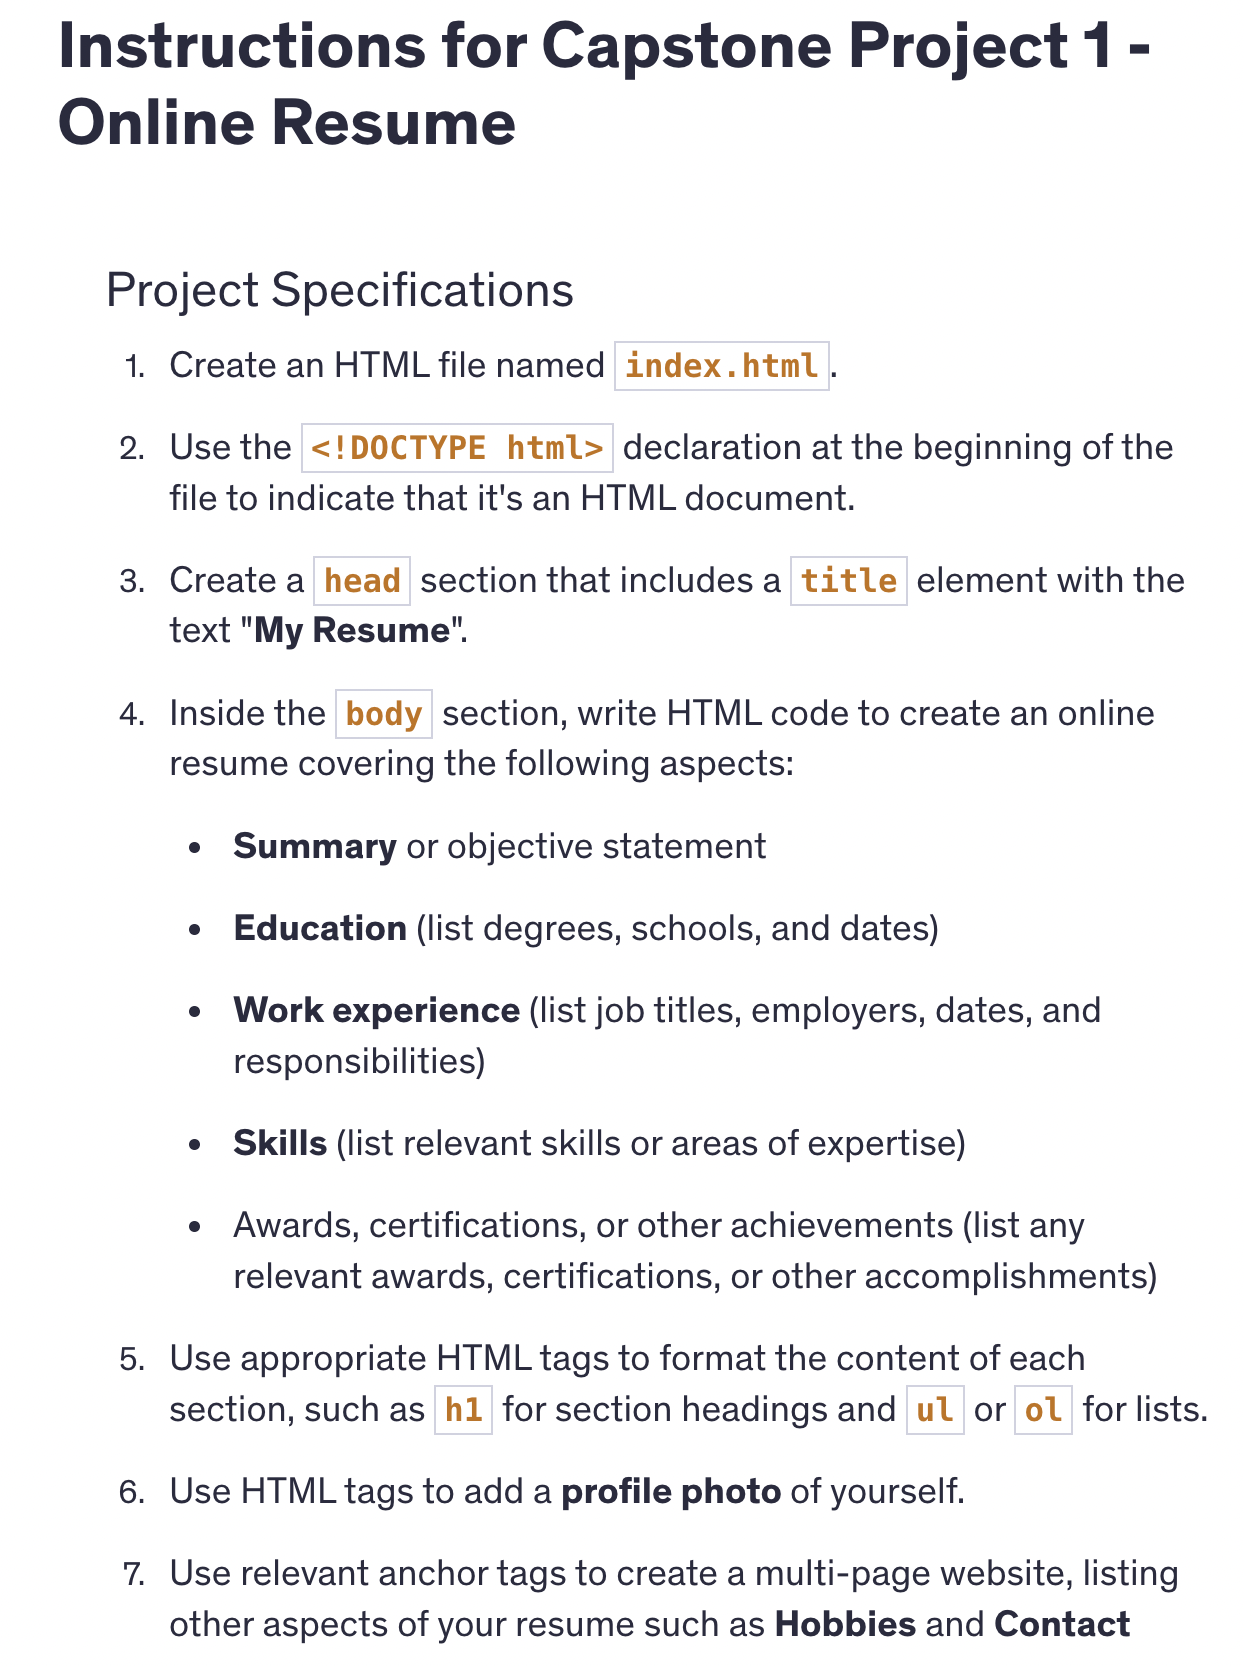 Instructions for Capstone Project 1 -
Online Resume
Project Specifications
1. Create an HTML file named index.html.
2. Use the <!DOCTYPE html> declaration at the beginning of the
file to indicate that it's an HTML document.
3. Create a head section that includes a title element with the
text "My Resume".
4. Inside the body section, write HTML code to create an online
resume covering the following aspects:
• Summary or objective statement
• Education (list degrees, schools, and dates)
• Work experience (list job titles, employers, dates, and
responsibilities)
• Skills (list relevant skills or areas of expertise)
• Awards, certifications, or other achievements (list any
relevant awards, certifications, or other accomplishments)
5. Use appropriate HTML tags to format the content of each
section, such as h1 for section headings and ul or ol for lists.
6. Use HTML tags to add a profile photo of yourself.
7. Use relevant anchor tags to create a multi-page website, listing
other aspects of your resume such as Hobbies and Contact